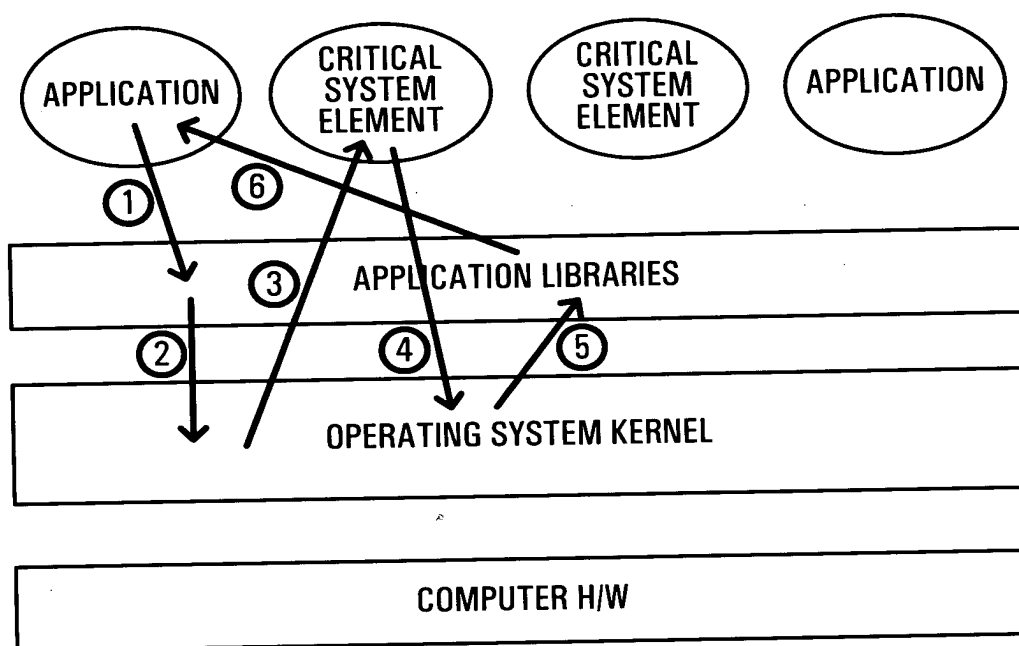 APPLICATION
CRITICAL
SYSTEM
ELEMENT
CRITICAL
SYSTEM
ELEMENT
APPLICATION
1
6
APPLICATION LIBRARIES
3
2
4
5
OPERATING SYSTEM KERNEL
COMPUTER H/W